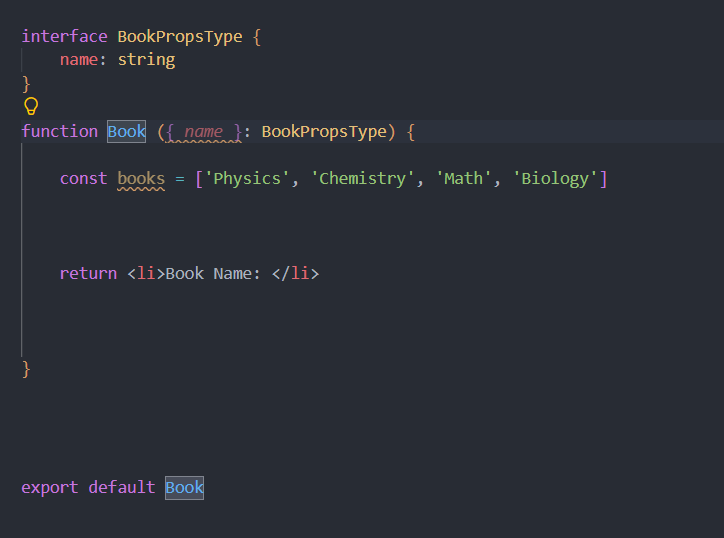 interface BookPropsType {
    name: string
}
function Book ({ name }: BookPropsType) {
    const books = ['Physics', 'Chemistry', 'Math', 'Biology']
    return <li>Book Name: </li>
}
export default Book